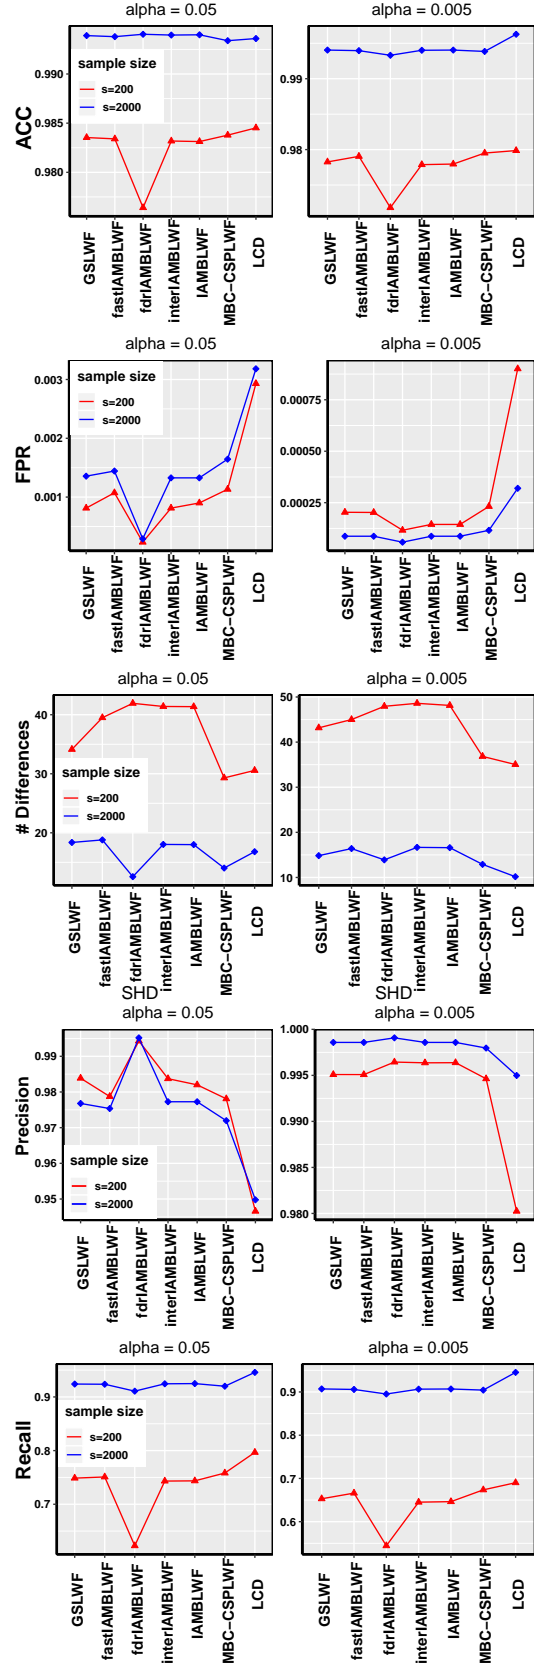 alpha = 0.05
alpha = 0.005
ACC
0.990
0.985
0.980
sample size
s=200
s=2000
0.99
0.98
GSLWF
fastIAMBLWF
fdrIAMBLWF
interIAMBLWF
IAMBLWF
MBC−CSPLWF
LCD
GSLWF
fastIAMBLWF
fdrIAMBLWF
interIAMBLWF
IAMBLWF
MBC−CSPLWF
LCD
alpha = 0.05
alpha = 0.005
FPR
0.003
0.002
0.001
sample size
s=200
s=2000
0.00075
0.00050
0.00025
GSLWF
fastIAMBLWF
fdrIAMBLWF
interIAMBLWF
IAMBLWF
MBC−CSPLWF
LCD
GSLWF
fastIAMBLWF
fdrIAMBLWF
interIAMBLWF
IAMBLWF
MBC−CSPLWF
LCD
alpha = 0.05
alpha = 0.005
# Differences
40
30
20
sample size
s=200
s=2000
50
40
30
20
10
GSLWF
fastIAMBLWF
fdrIAMBLWF
interIAMBLWF
IAMBLWF
MBC−CSPLWF
LCD
GSLWF
fastIAMBLWF
fdrIAMBLWF
interIAMBLWF
IAMBLWF
MBC−CSPLWF
LCD
SHD
SHD
alpha = 0.05
alpha = 0.005
Precision
0.99
0.98
0.97
0.96
0.95
sample size
s=200
s=2000
1.000
0.995
0.990
0.985
0.980
GSLWF
fastIAMBLWF
fdrIAMBLWF
interIAMBLWF
IAMBLWF
MBC−CSPLWF
LCD
GSLWF
fastIAMBLWF
fdrIAMBLWF
interIAMBLWF
IAMBLWF
MBC−CSPLWF
LCD
alpha = 0.05
alpha = 0.005
Recall
0.9
0.8
0.7
sample size
s=200
s=2000
0.9
0.8
0.7
0.6
GSLWF
fastIAMBLWF
fdrIAMBLWF
interIAMBLWF
IAMBLWF
MBC−CSPLWF
LCD
GSLWF
fastIAMBLWF
fdrIAMBLWF
interIAMBLWF
IAMBLWF
MBC−CSPLWF
LCD